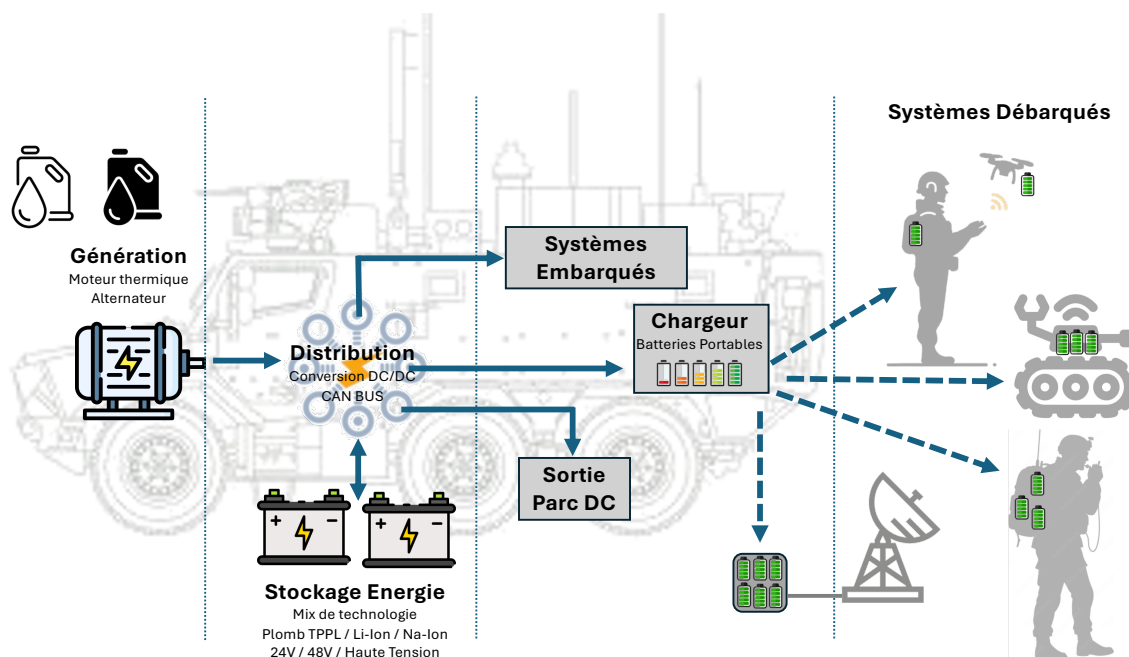 Systèmes Débarqués
Génération
Moteur thermique
Alternateur
Systèmes
Embarqués
Distribution
Conversion DC/DC
CAN BUS
Chargeur
Batteries Portables
Sortie
Parc DC
+ -
+ -
Stockage Energie
Mix de technologie
Plomb TPPL / Li-Ion / Na-Ion
24V / 48V / Haute Tension